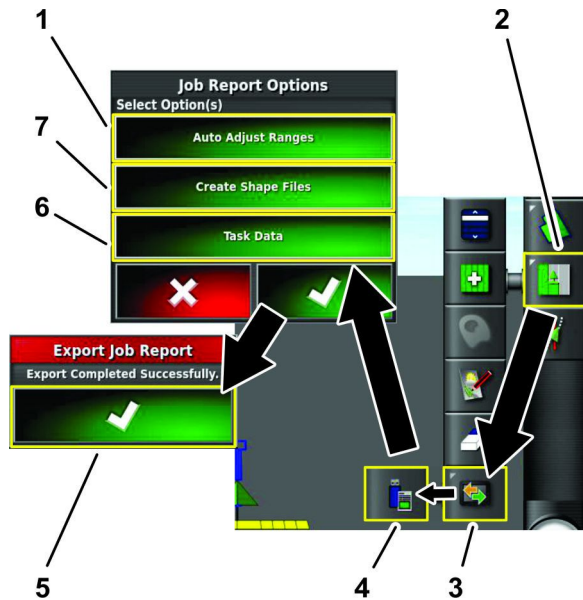 1
2
Job Report Options
Select Option(s)
7
Auto Adjust Ranges
Create Shape Files
6
Task Data
Export Job Report
Export Completed Successfully.
5
4
3